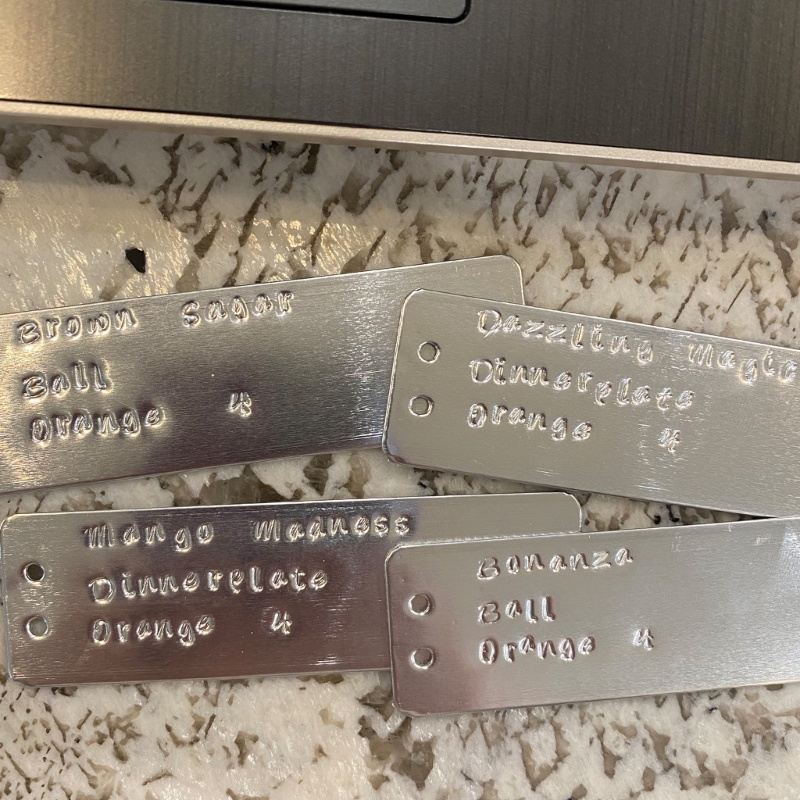 Brown Sugar
Ball
Orange 4
Dazzling Magic
Dinnerplate
Orange 4
Mango Madness
Dinnerplate
Orange 4
Bonanza
Ball
Orange 4